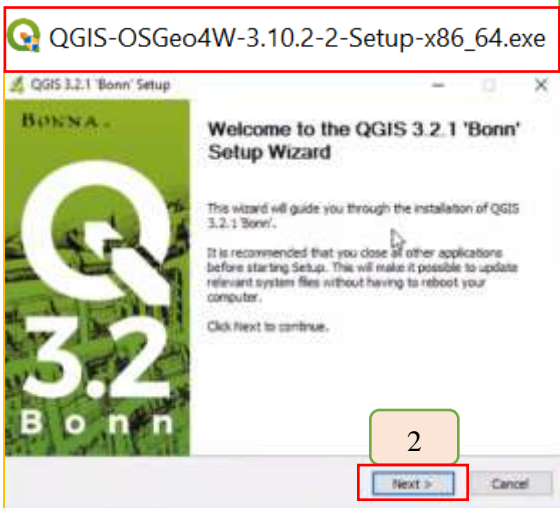 QGIS-OSGeo4W-3.10.2-2-Setup-x86_64.exe
QGIS 3.2.1 'Bonn' Setup
BONNA.
Welcome to the QGIS 3.2.1 'Bonn'
Setup Wizard
This wizard will guide you through the installation of QGIS
3.2.1 'Bonn'.
It is recommended that you close all other applications
before starting Setup. This will make it possible to update
relevant system files without having to reboot your
computer.
Click Next to continue.
3.2
Bonn
2
Next >
Cancel